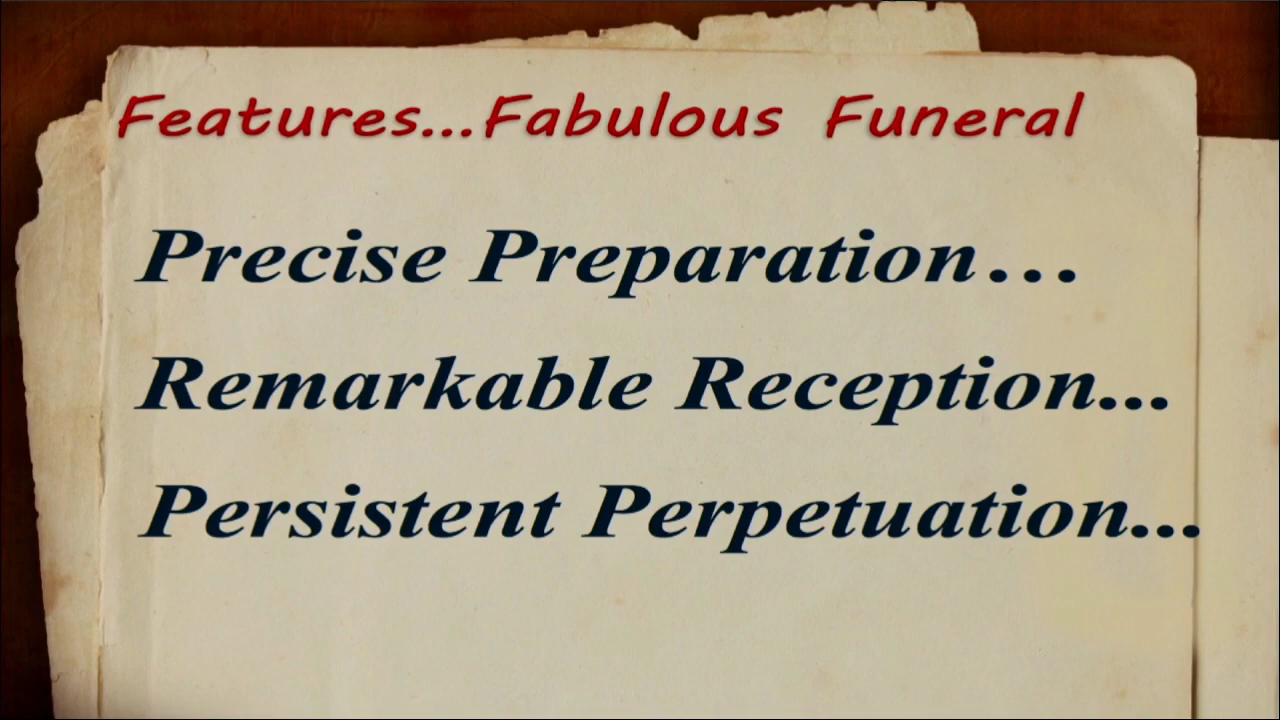 Features...Fabulous Funeral
Precise Preparation...
Remarkable Reception...
Persistent Perpetuation...